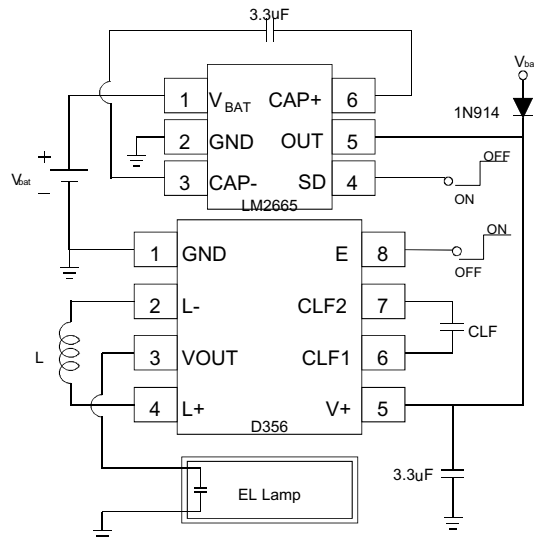 3.3uF
1 VBAT CAP+ 6
2 GND OUT 5
3 CAP- SD 4
LM2665
Vba
1N914
+
Vbat
–
OFF
ON
1 GND E 8
ON
OFF
2 L- CLF2 7
CLF
L
3 VOUT CLF1 6
4 L+ V+ 5
D356
EL Lamp
3.3uF